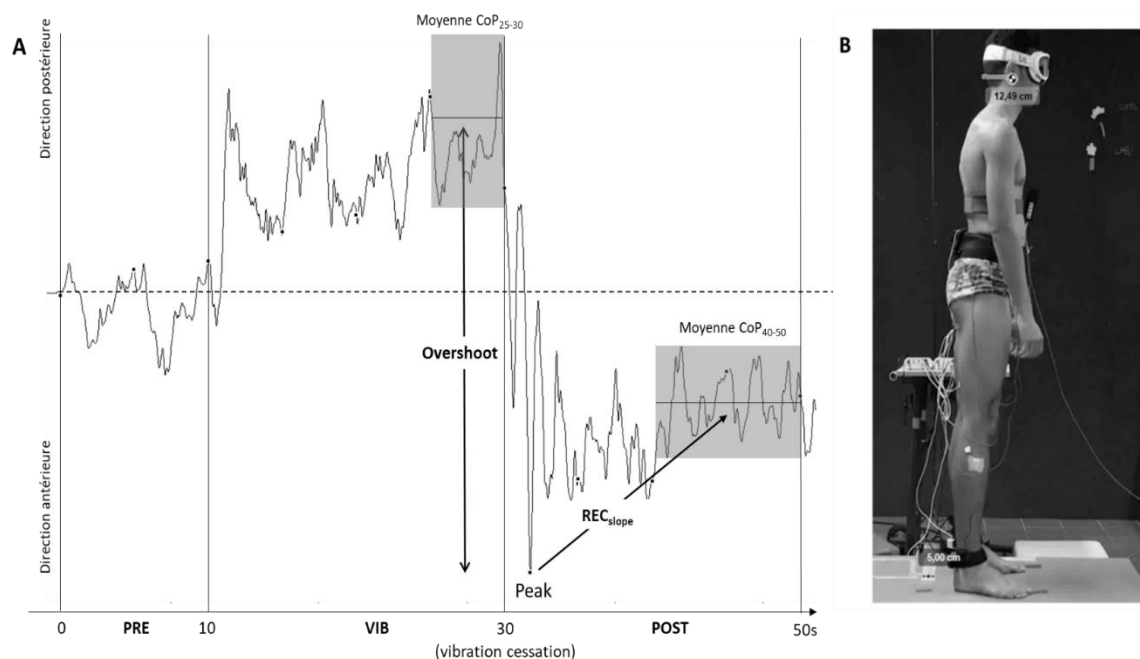 Moyenne CoP25-30
A
B
Direction postérieure
12,49 cm
Moyenne CoP40-50
Overshoot
Direction antérieure
RECslope
5,00 cm
Peak
0 PRE 10 VIB 30 POST 50s
(vibration cessation)